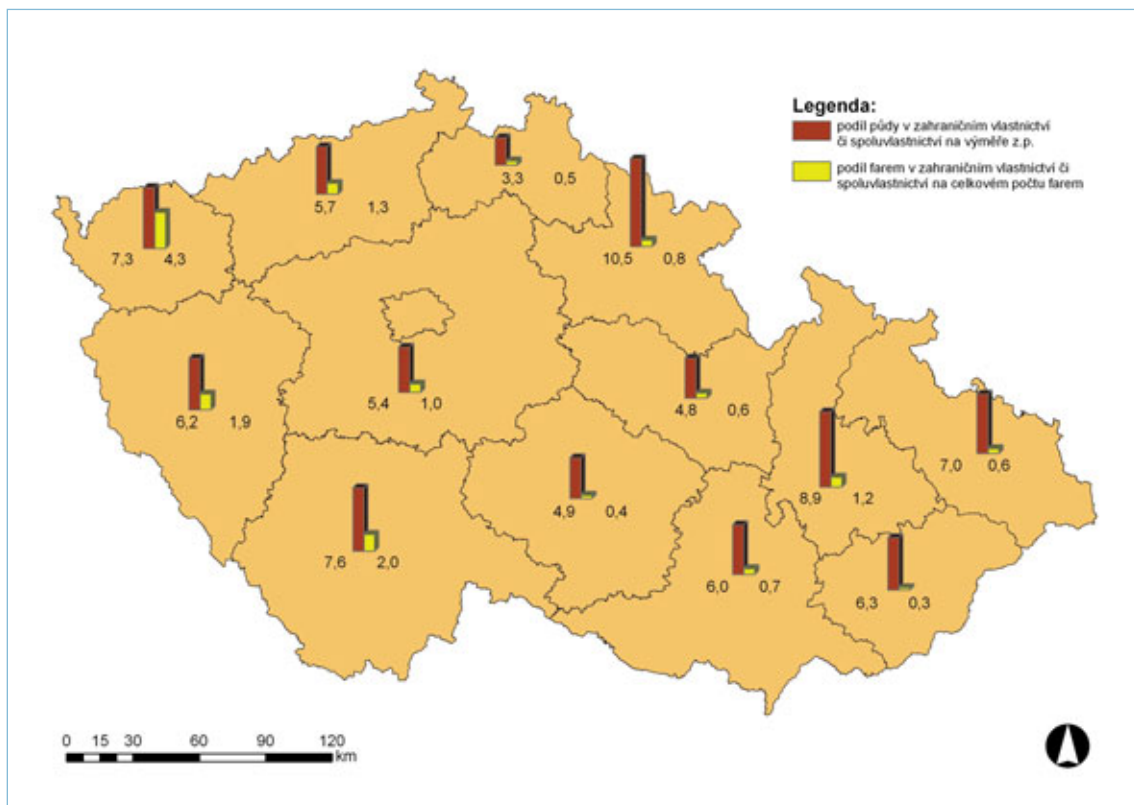 Legenda:
podíl půdy v zahraničním vlastnictví
či spoluvlastnictví na výměře z.p.
podíl farem v zahraničním vlastnictví či
spoluvlastnictví na celkovém počtu farem
3,3 0,5
5,7 1,3
10,5 0,8
7,3 4,3
5,4 1,0
4,8 0,6
6,2 1,9
7,0 0,6
8,9 1,2
4,9 0,4
7,6 2,0
6,0 0,7
6,3 0,3
0 15 30 60 90 120
km